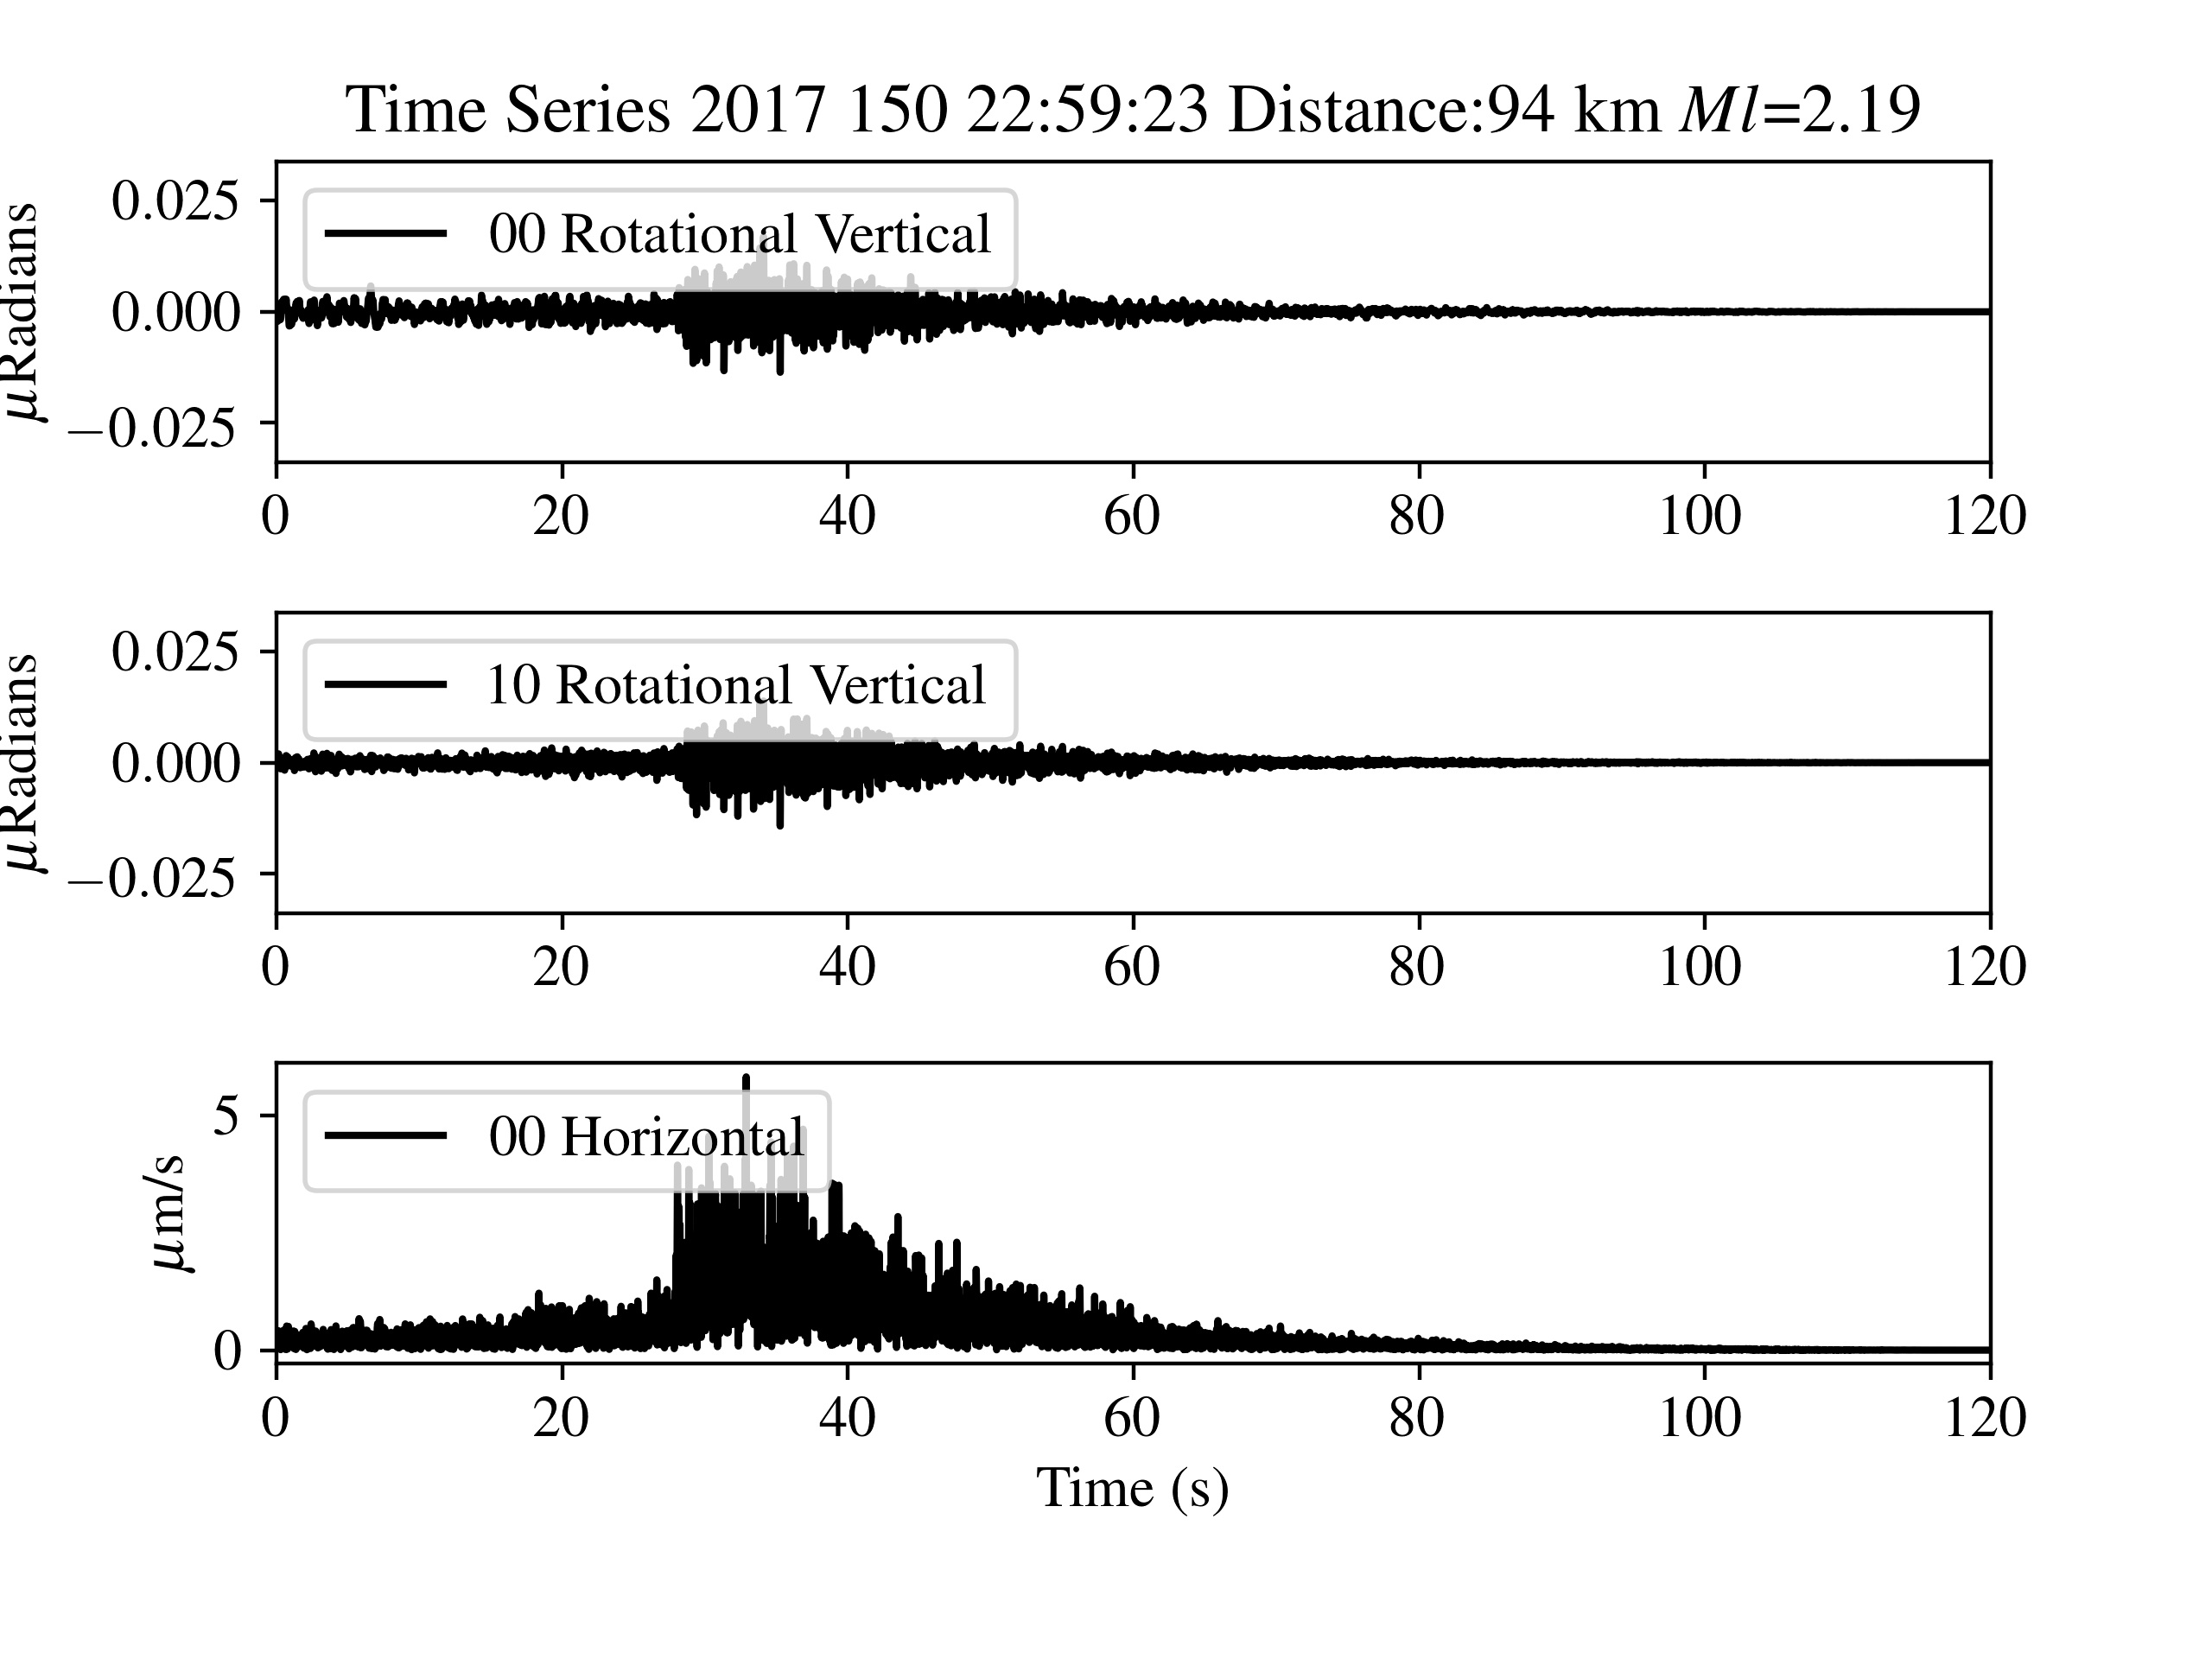 Time Series 2017 150 22:59:23 Distance:94 km Ml=2.19
0.025
0.000
−0.025
μRadians
00 Rotational Vertical
0 20 40 60 80 100 120
0.025
0.000
−0.025
μRadians
10 Rotational Vertical
0 20 40 60 80 100 120
5
0
μm/s
00 Horizontal
0 20 40 60 80 100 120
Time (s)